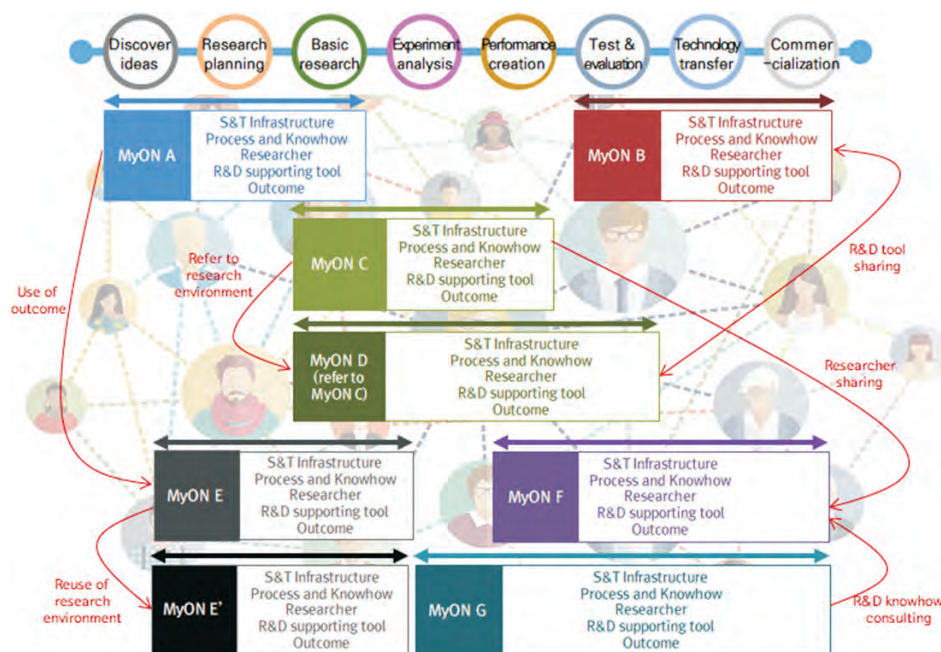 Discover
ideas
Research
planning
Basic
research
Experiment
analysis
Performance
creation
Test &
evaluation
Technology
transfer
Commer
-cialization
MyON A
S&T Infrastructure
Process and Knowhow
Researcher
R&D supporting tool
Outcome
MyON B
S&T Infrastructure
Process and Knowhow
Researcher
R&D supporting tool
Outcome
MyON C
S&T Infrastructure
Process and Knowhow
Researcher
R&D supporting tool
Outcome
Refer to
research
environment
R&D tool
sharing
Use of
outcome
MyON D
(refer to
MyON C)
S&T Infrastructure
Process and Knowhow
Researcher
R&D supporting tool
Outcome
Researcher
sharing
MyON E
S&T Infrastructure
Process and Knowhow
Researcher
R&D supporting tool
Outcome
MyON F
S&T Infrastructure
Process and Knowhow
Researcher
R&D supporting tool
Outcome
Reuse of
research
environment
MyON E'
S&T Infrastructure
Process and Knowhow
Researcher
R&D supporting tool
Outcome
MyON G
S&T Infrastructure
Process and Knowhow
Researcher
R&D supporting tool
Outcome
R&D knowhow
consulting